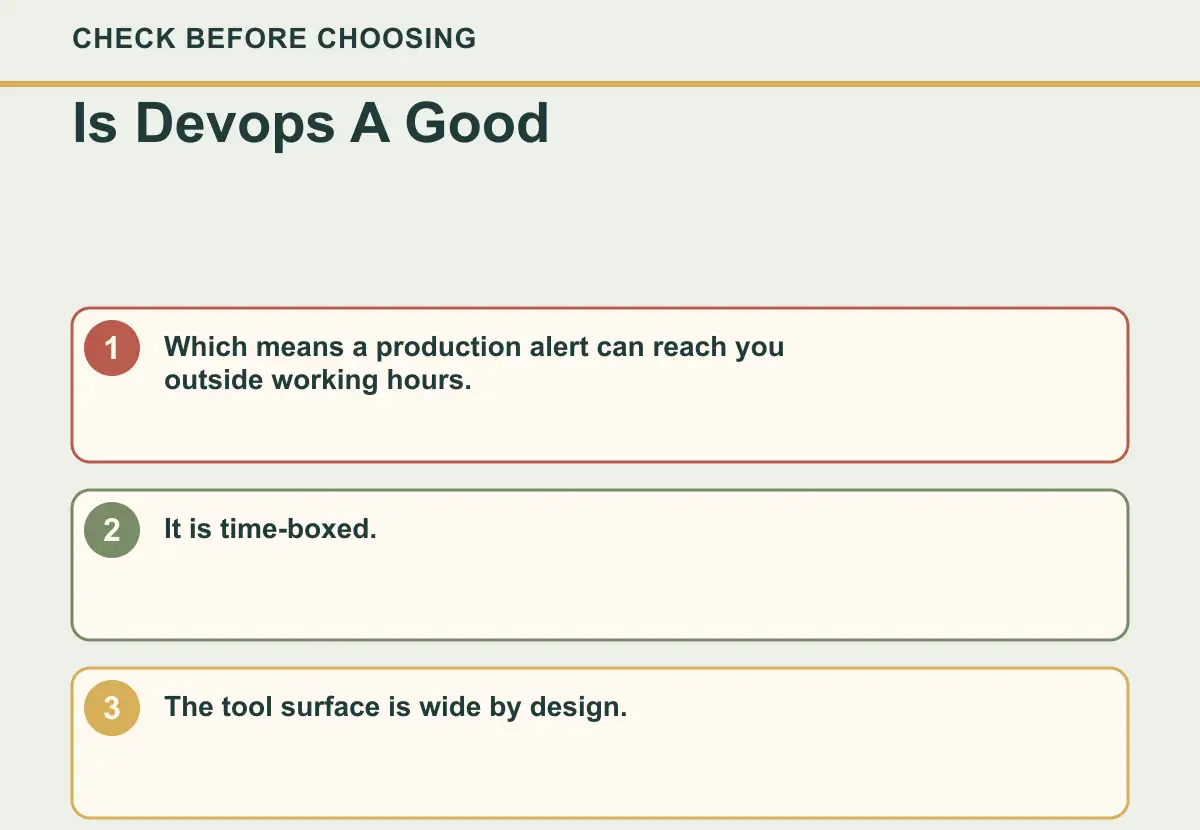 CHECK BEFORE CHOOSING
Is Devops A Good
1
Which means a production alert can reach you
outside working hours.
2
It is time-boxed.
3
The tool surface is wide by design.